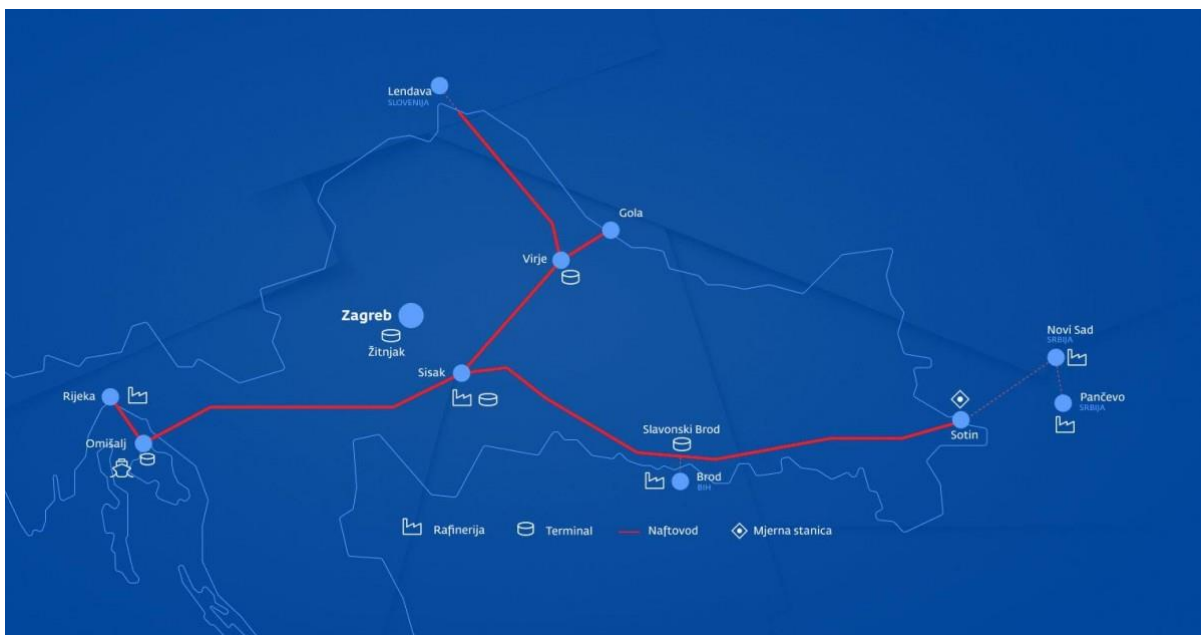 Lendava
SLOVENIJA
Gola
Virje
Zagreb
Žitnjak
Novi Sad
SRBIJA
Sisak
Rijeka
Pančevo
SRBIJA
Omišalj
Slavonski Brod
Sotin
Brod
BIH
Rafinerija
Terminal
Naftovod
Mjerna stanica